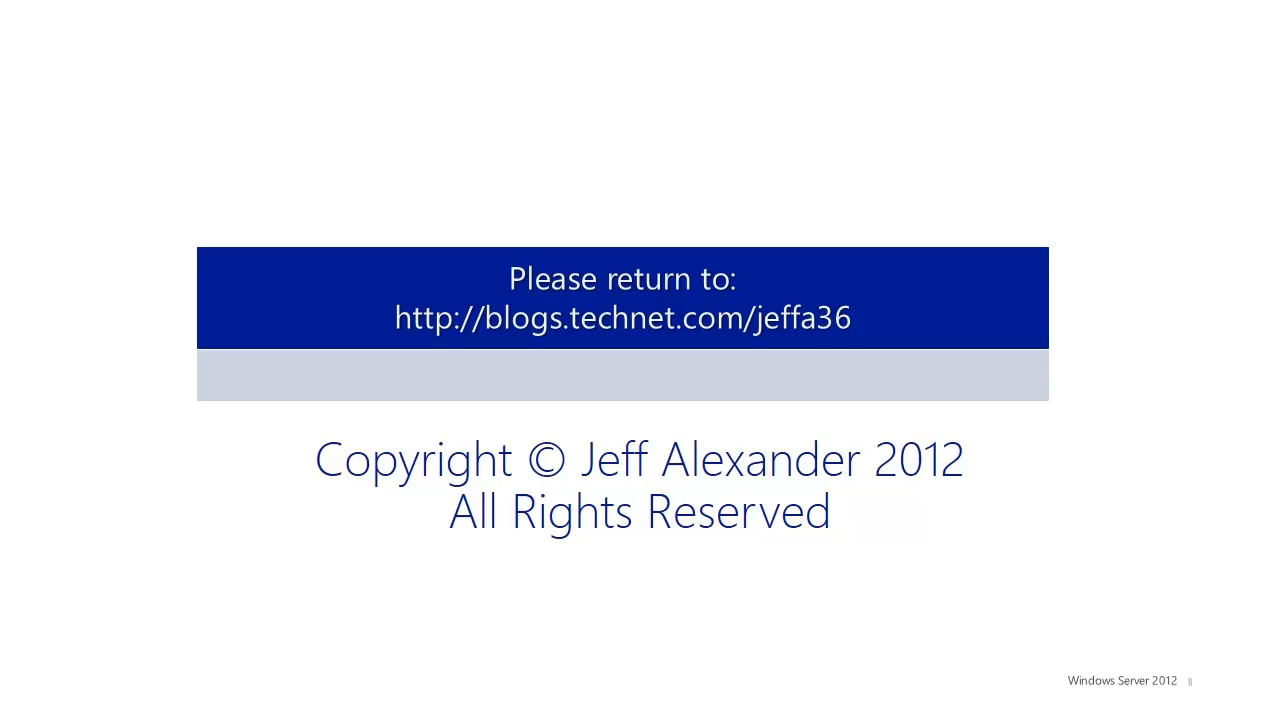 Please return to:
http://blogs.technet.com/jeffa36
Copyright © Jeff Alexander 2012
All Rights Reserved
Windows Server 2012